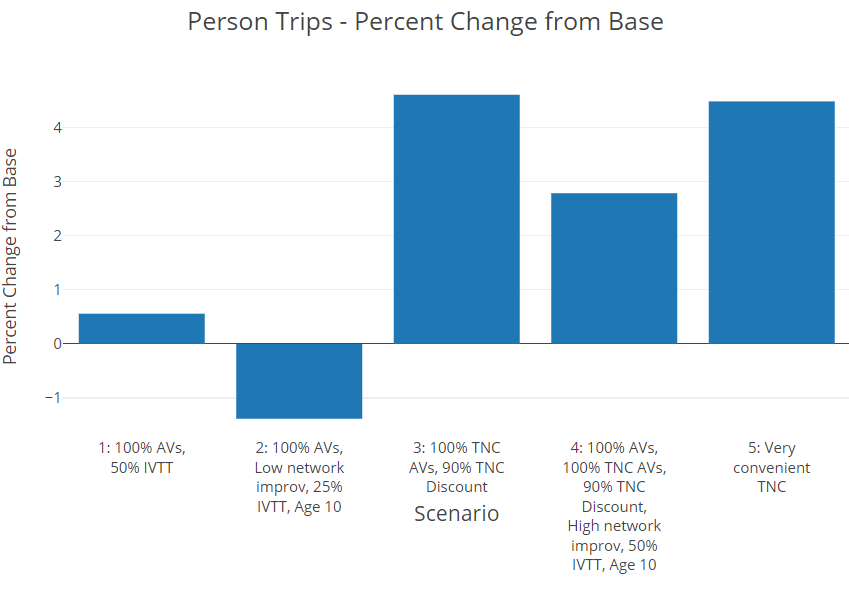 Person Trips - Percent Change from Base
Percent Change from Base
4
3
2
1
0
−1
1: 100% AVs,
50% IVTT
2: 100% AVs,
Low network
improv, 25%
IVTT, Age 10
3: 100% TNC
AVs, 90% TNC
Discount
4: 100% AVs,
100% TNC AVs,
90% TNC
Discount,
High network
improv, 50%
IVTT, Age 10
5: Very
convenient
TNC
Scenario